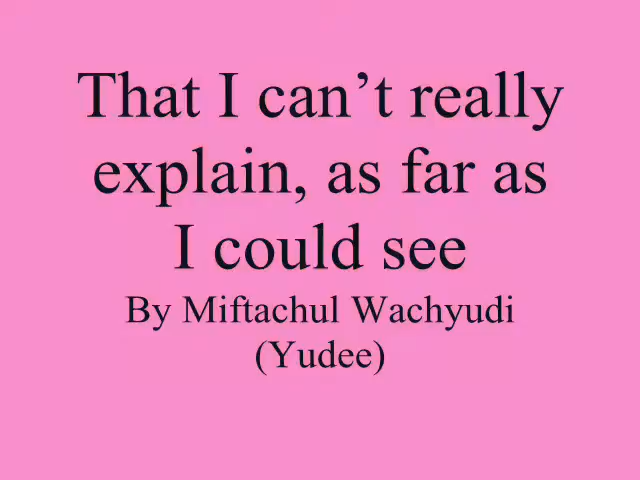 That I can’t really
explain, as far as
I could see
By Miftachul Wachyudi
(Yudee)